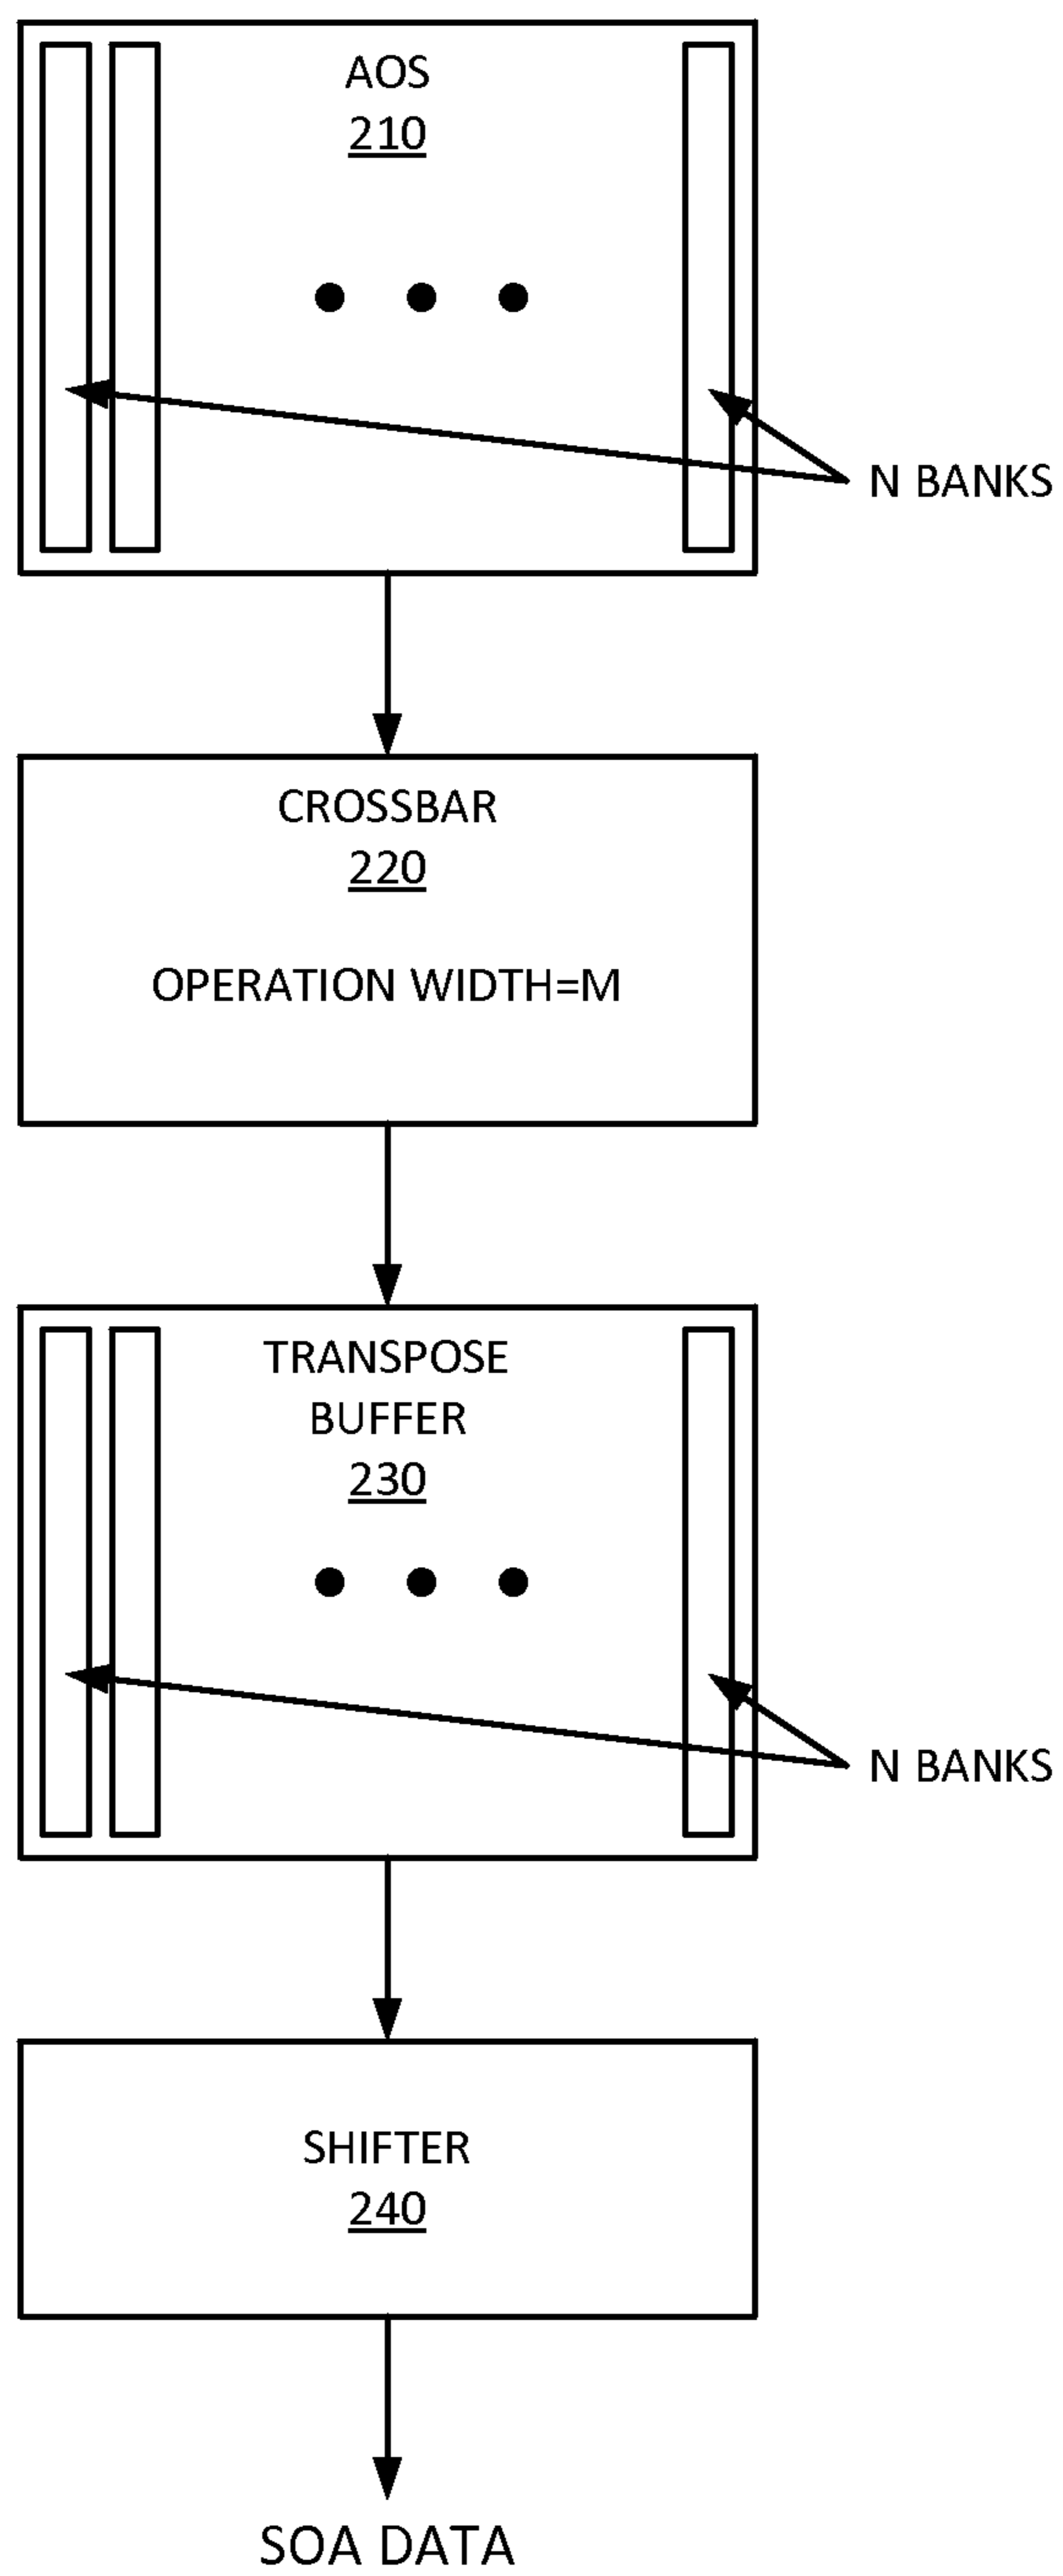 AOS
210
N BANKS
CROSSBAR
220
OPERATION WIDTH=M
TRANSPOSE
BUFFER
230
N BANKS
SHIFTER
240
SOA DATA